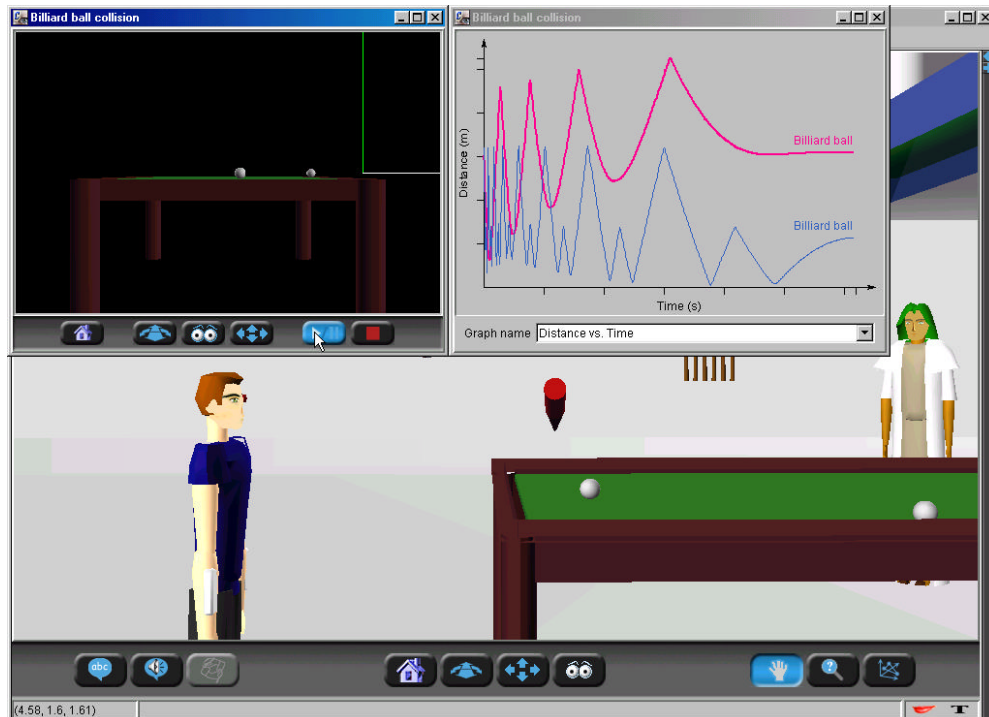 Billiard ball collision
Billiard ball collision
Distance (m)
Billiard ball
Billiard ball
Time (s)
Graph name Distance vs. Time
abc
?
(4.58, 1.6, 1.61)
T